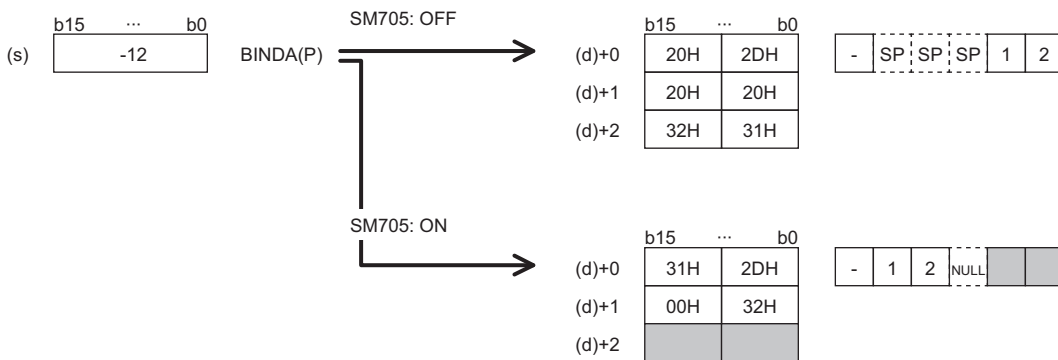 SM705: OFF
b15 ··· b0
b15 ··· b0
(s) -12 BINDA(P)
(d)+0 20H 2DH - SP SP SP 1 2
(d)+1 20H 20H
(d)+2 32H 31H
SM705: ON
b15 ··· b0
(d)+0 31H 2DH - 1 2 NULL
(d)+1 00H 32H
(d)+2